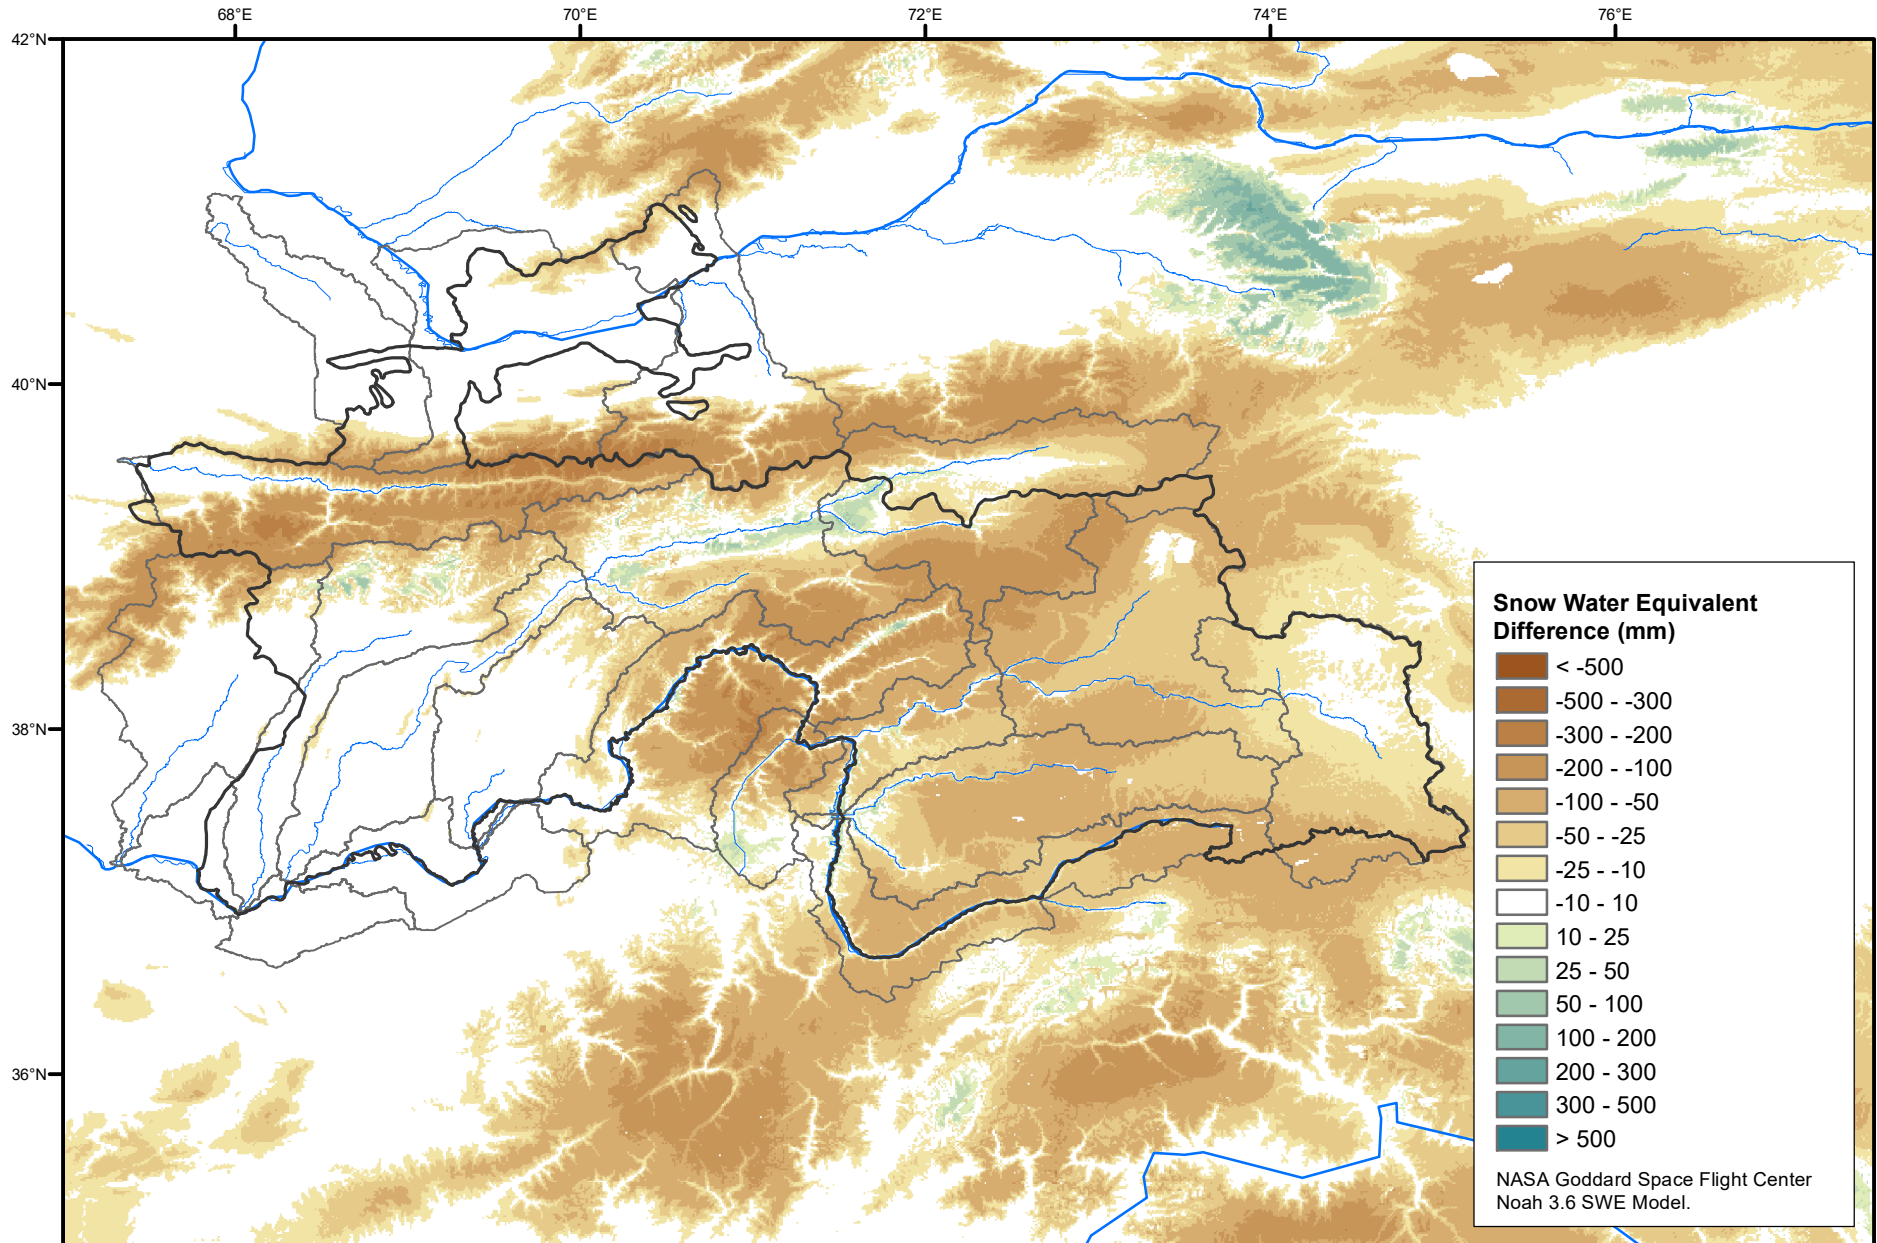 68°E
70°E
72°E
74°E
76°E
42°N
40°N
38°N
36°N
Snow Water Equivalent
Difference (mm)
< -500
-500 - -300
-300 - -200
-200 - -100
-100 - -50
-50 - -25
-25 - -10
-10 - 10
10 - 25
25 - 50
50 - 100
100 - 200
200 - 300
300 - 500
> 500
NASA Goddard Space Flight Center
Noah 3.6 SWE Model.